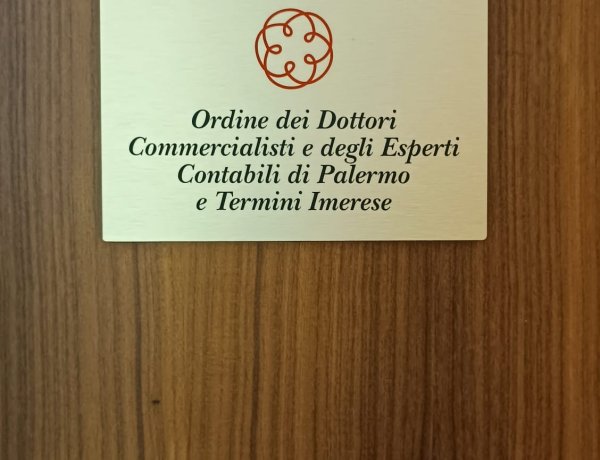 Ordine dei Dottori
Commercialisti e degli Esperti
Contabili di Palermo
e Termini Imerese